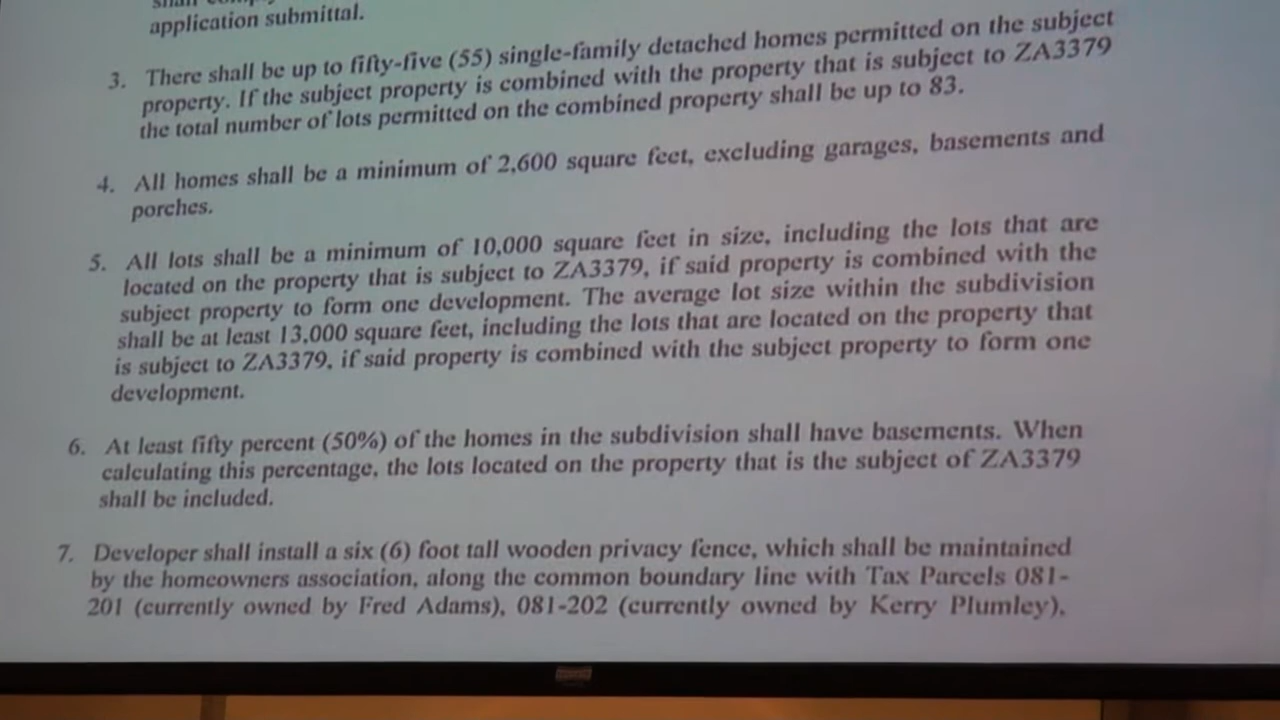 application submittal.
3. There shall be up to fifty-five (55) single-family detached homes permitted on the subject
property. If the subject property is combined with the property that is subject to ZA3379
the total number of lots permitted on the combined property shall be up to 83.
4. All homes shall be a minimum of 2,600 square feet, excluding garages, basements and
porches.
5. All lots shall be a minimum of 10,000 square feet in size, including the lots that are
located on the property that is subject to ZA3379, if said property is combined with the
subject property to form one development. The average lot size within the subdivision
shall be at least 13,000 square feet, including the lots that are located on the property that
is subject to ZA3379, if said property is combined with the subject property to form one
development.
6. At least fifty percent (50%) of the homes in the subdivision shall have basements. When
calculating this percentage, the lots located on the property that is the subject of ZA3379
shall be included.
7. Developer shall install a six (6) foot tall wooden privacy fence, which shall be maintained
by the homeowners association, along the common boundary line with Tax Parcels 081-
201 (currently owned by Fred Adams), 081-202 (currently owned by Kerry Plumley),